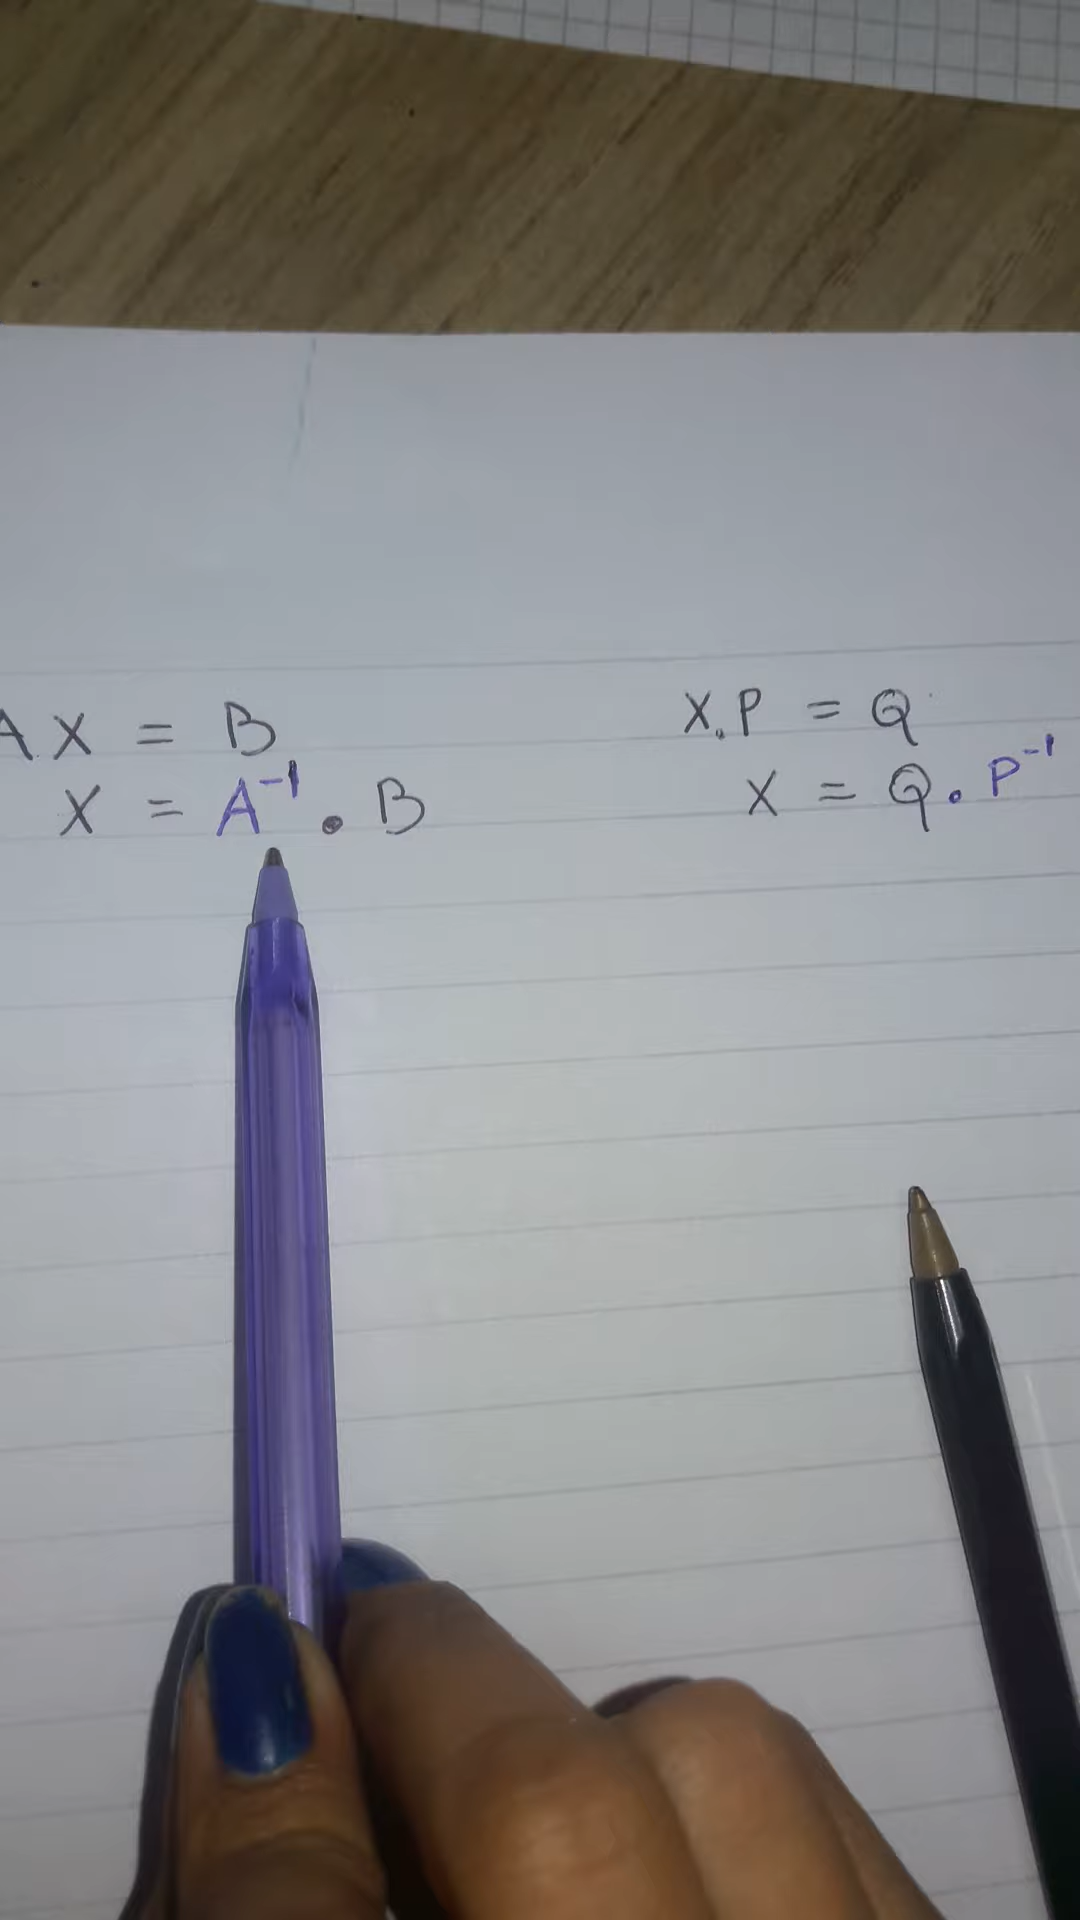 A.X = B
X = A⁻¹ . B
X.P = Q
X = Q . P⁻¹